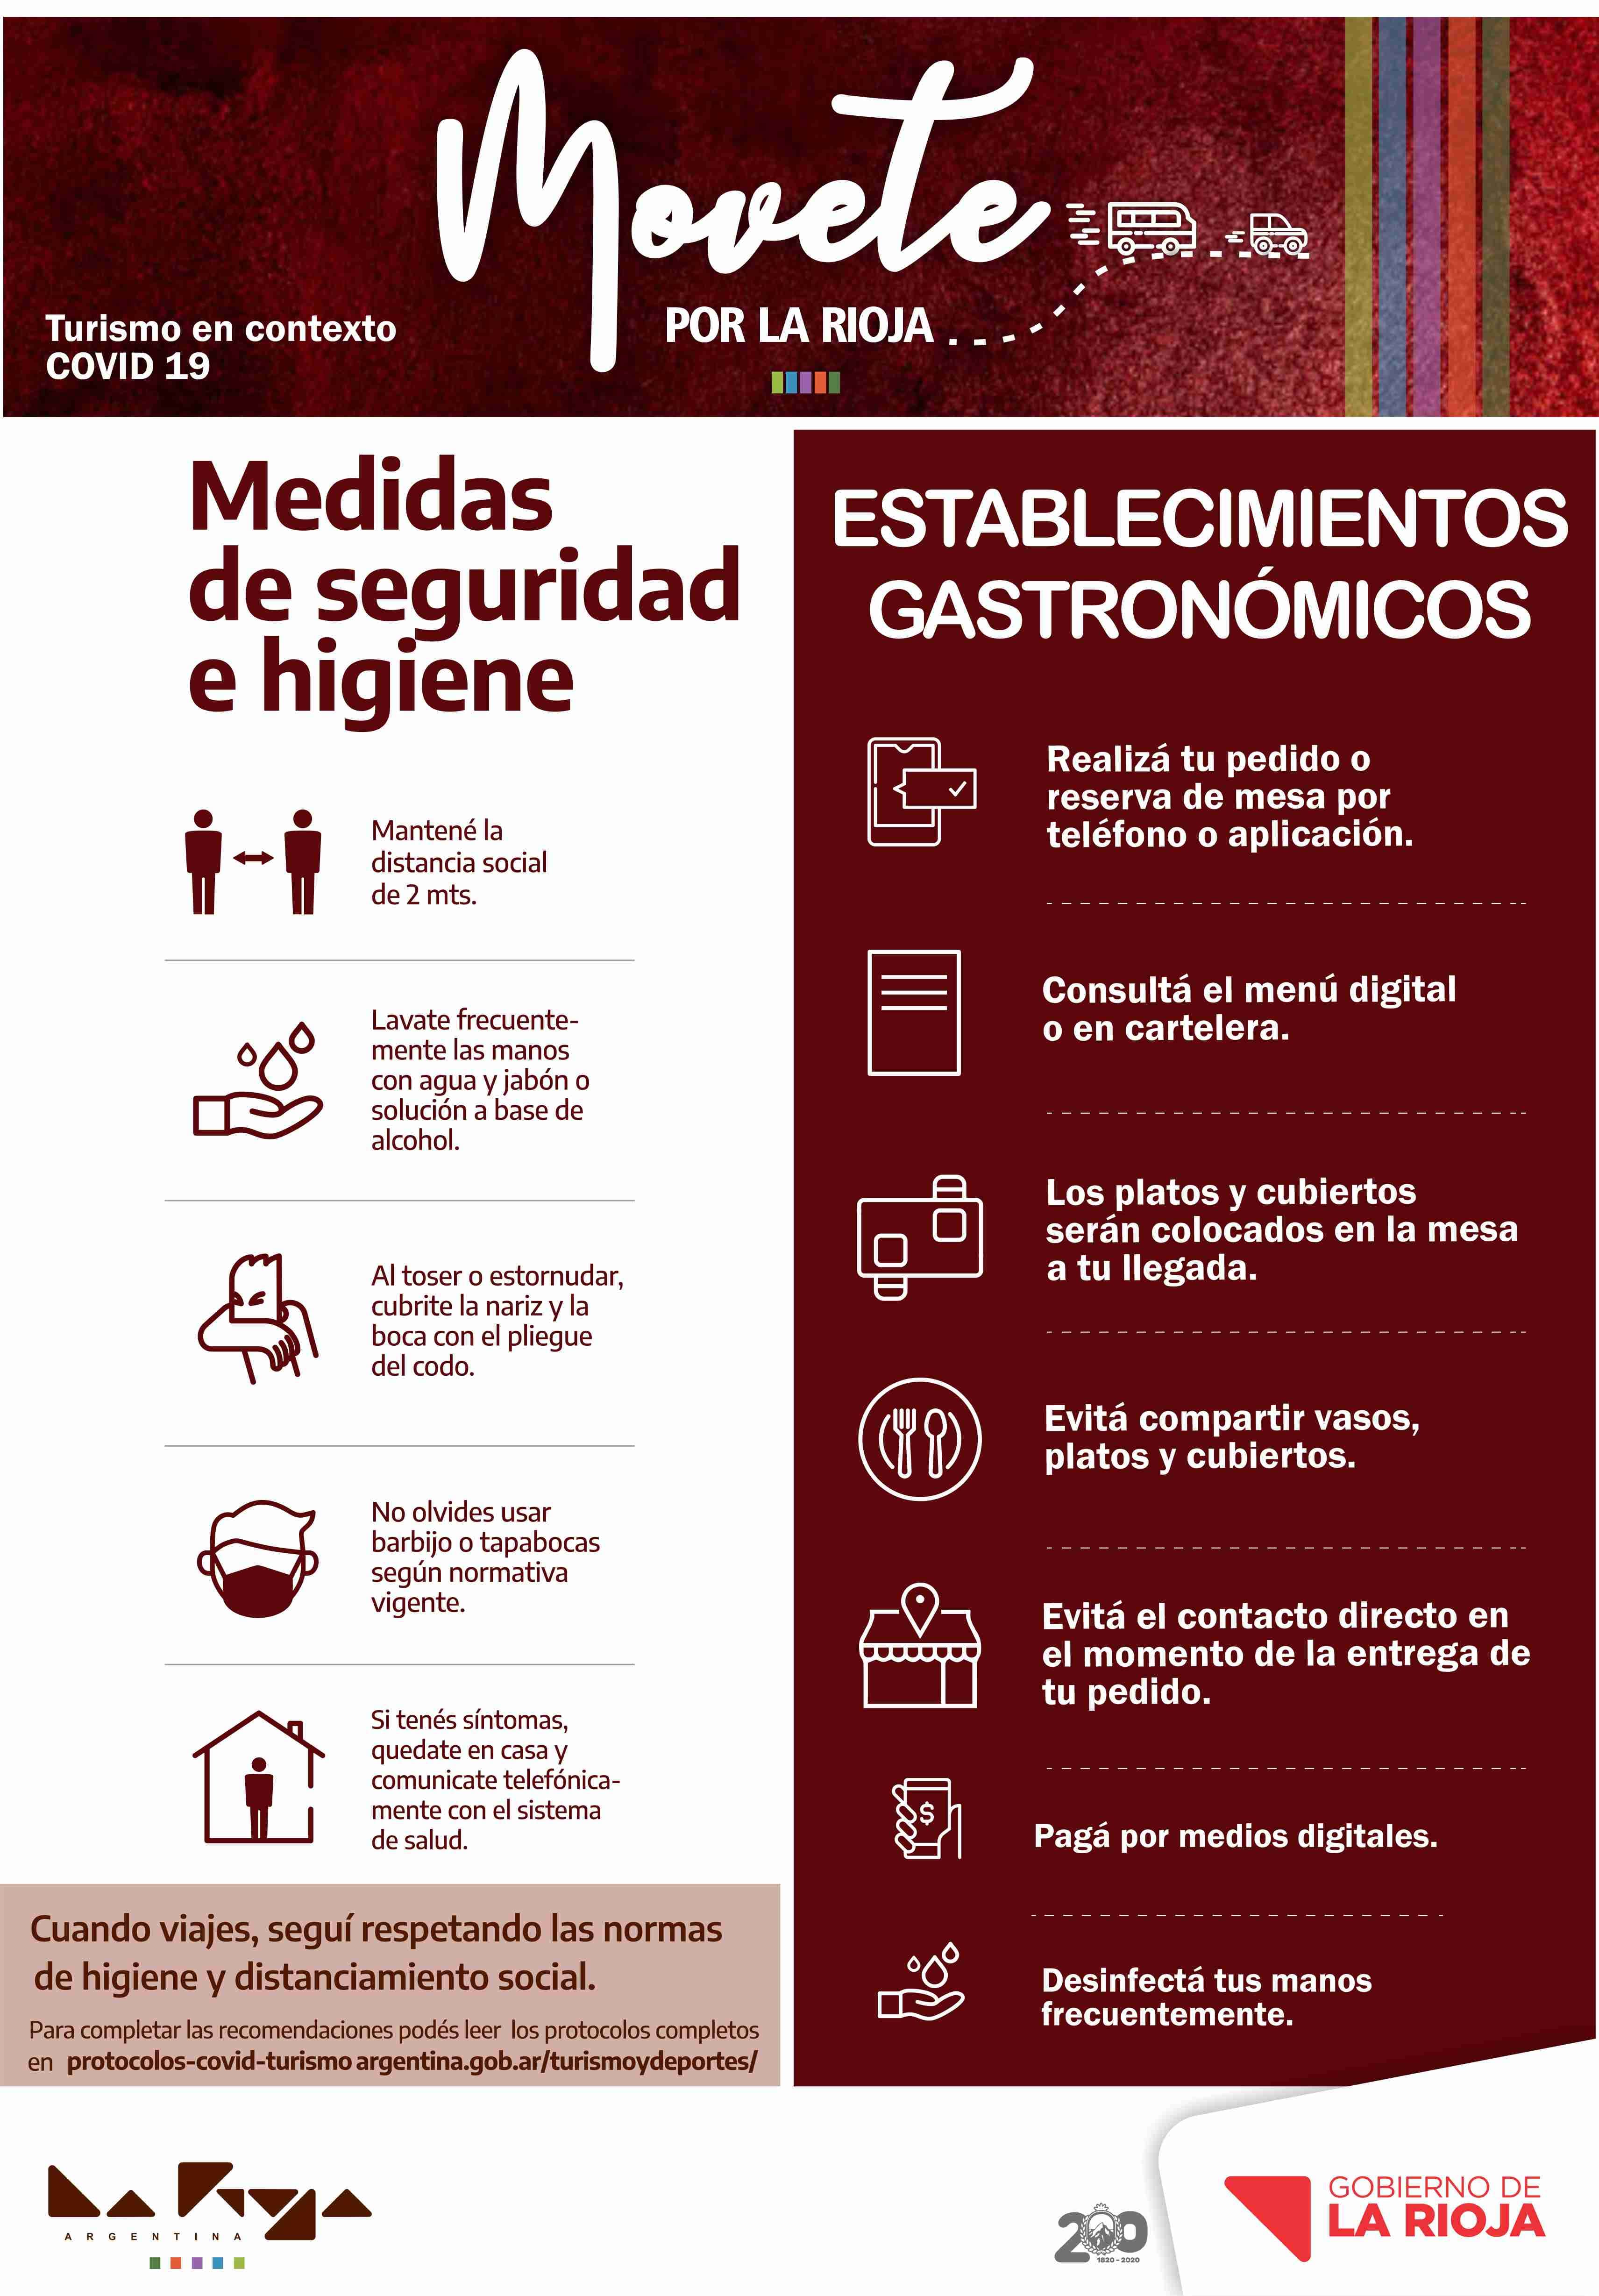 Movete
POR LA RIOJA
Turismo en contexto
COVID 19
Medidas
de seguridad
e higiene
Mantené la
distancia social
de 2 mts.
Lavate frecuente-
mente las manos
con agua y jabón o
solución a base de
alcohol.
Al toser o estornudar,
cubrite la nariz y la
boca con el pliegue
del codo.
No olvides usar
barbijo o tapabocas
según normativa
vigente.
Si tenés síntomas,
quedate en casa y
comunicate telefónica-
mente con el sistema
de salud.
Cuando viajes, seguí respetando las normas
de higiene y distanciamiento social.
Para completar las recomendaciones podés leer los protocolos completos
en protocolos-covid-turismo argentina.gob.ar/turismoydeportes/
ESTABLECIMIENTOS
GASTRONÓMICOS
Realizá tu pedido o
reserva de mesa por
teléfono o aplicación.
Consultá el menú digital
o en cartelera.
Los platos y cubiertos
serán colocados en la mesa
a tu llegada.
Evitá compartir vasos,
platos y cubiertos.
Evitá el contacto directo en
el momento de la entrega de
tu pedido.
$
Pagá por medios digitales.
Desinfectá tus manos
frecuentemente.
La Rioja
ARGENTINA
200
1820 - 2020
GOBIERNO DE
LA RIOJA